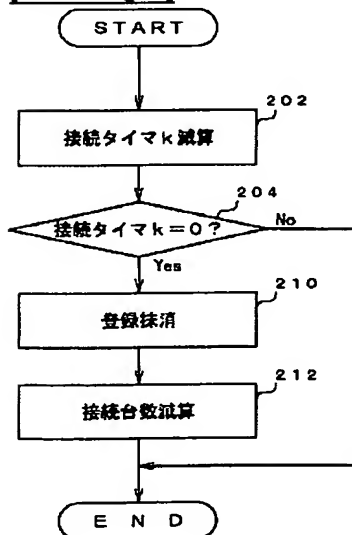 START
202
接続タイマk減算
204
接続タイマk=0?
No
Yes
210
登録抹消
212
接続台数減算
END